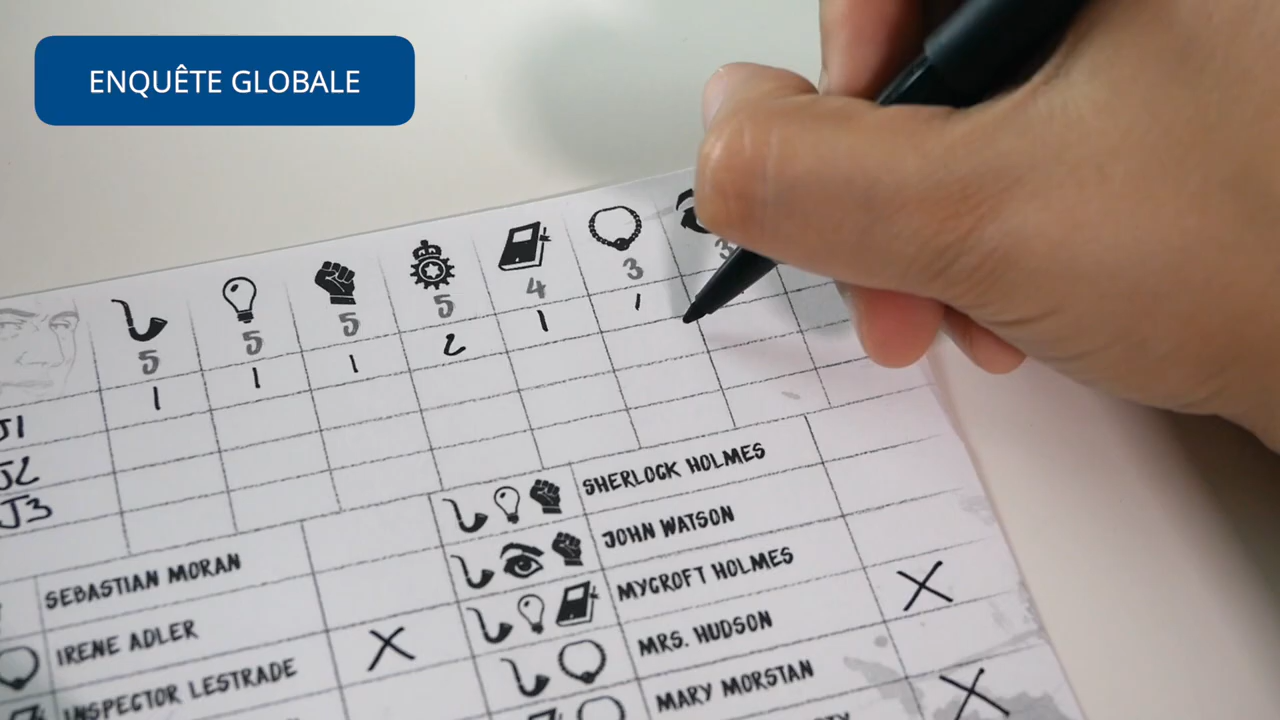 ENQUÊTE GLOBALE
5 5 5 5 4 3 3
1 1 1 2 1 1
J1
J2
J3
SEBASTIAN MORAN
IRENE ADLER
INSPECTOR LESTRADE
SHERLOCK HOLMES
JOHN WATSON
MYCROFT HOLMES
MRS. HUDSON
MARY MORSTAN